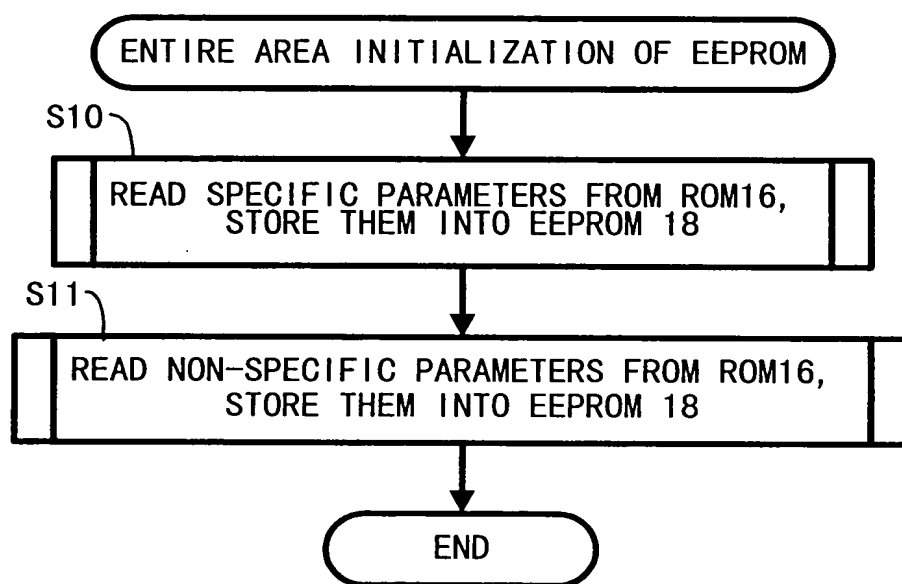 ENTIRE AREA INITIALIZATION OF EEPROM
S10
READ SPECIFIC PARAMETERS FROM ROM16,
STORE THEM INTO EEPROM 18
S11
READ NON-SPECIFIC PARAMETERS FROM ROM16,
STORE THEM INTO EEPROM 18
END